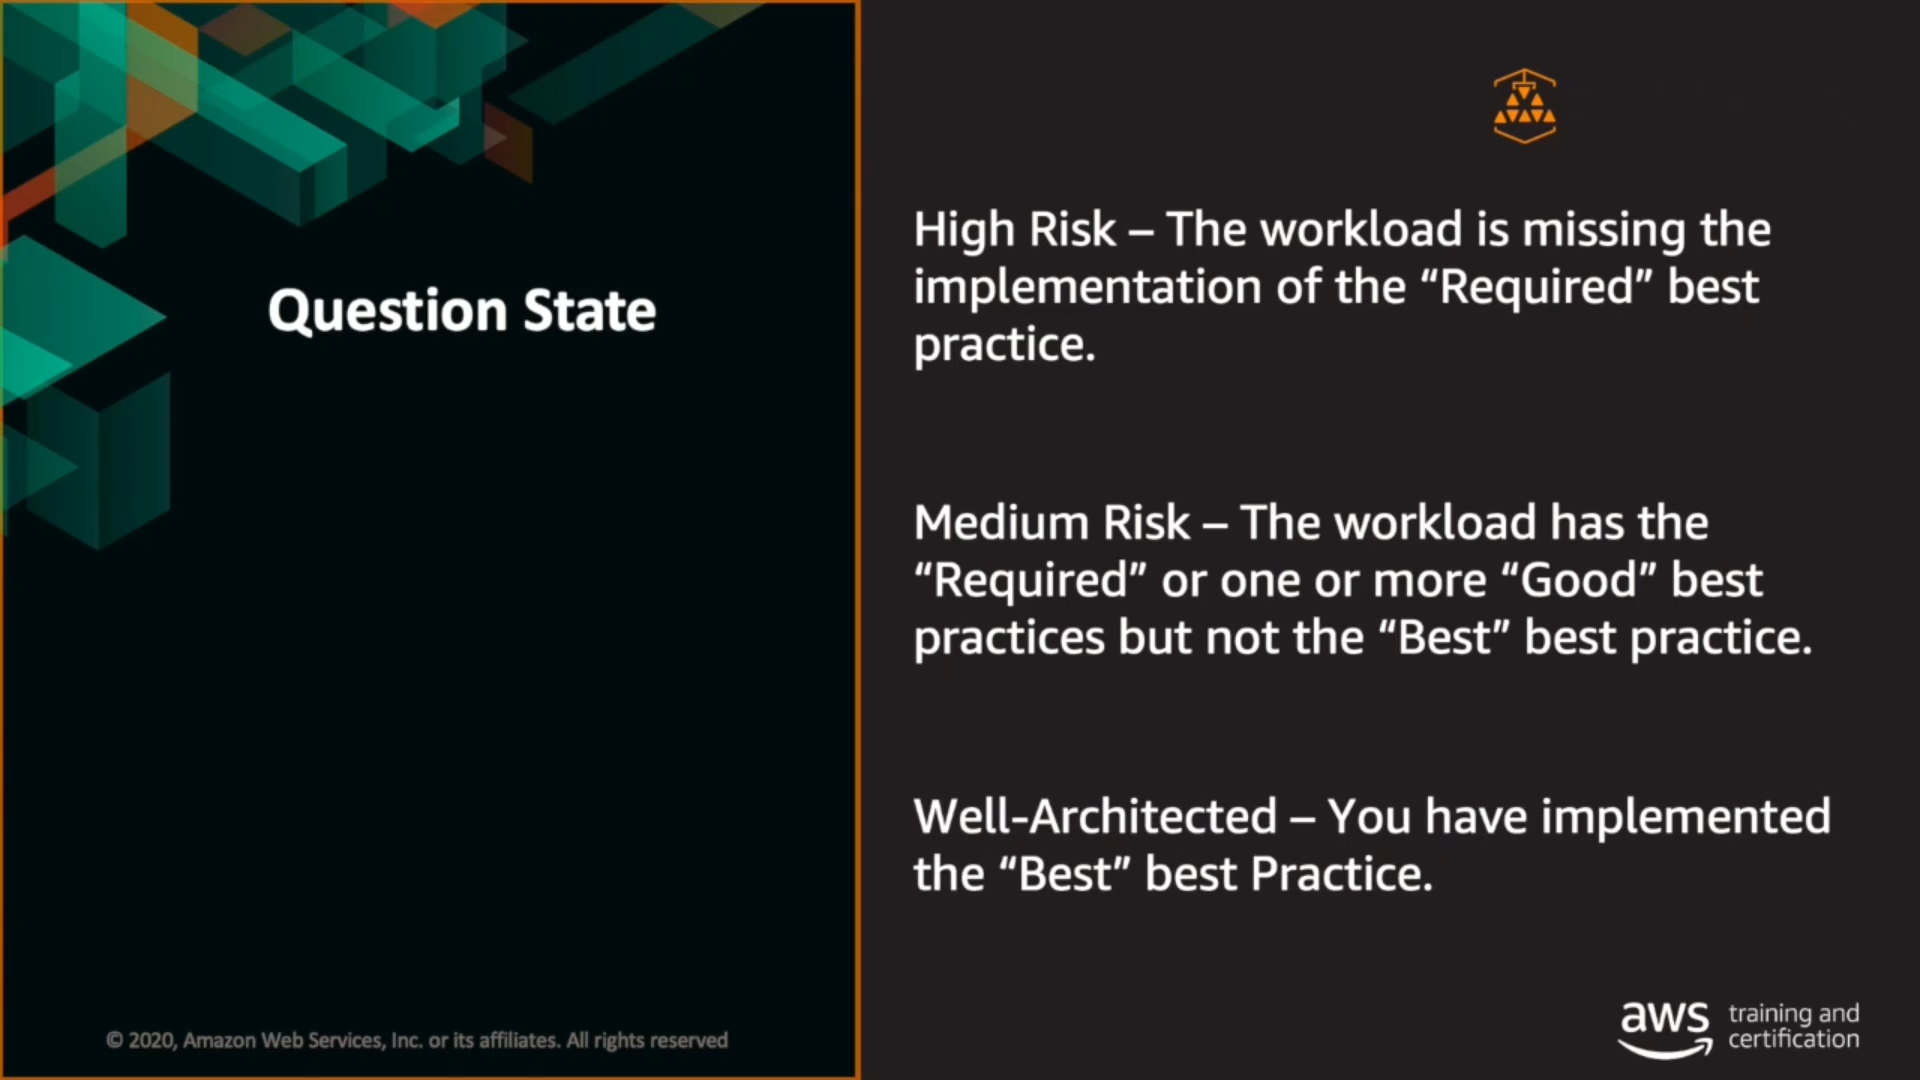 Question State
High Risk – The workload is missing the
implementation of the “Required” best
practice.
Medium Risk – The workload has the
“Required” or one or more “Good” best
practices but not the “Best” best practice.
Well-Architected – You have implemented
the “Best” best Practice.
© 2020, Amazon Web Services, Inc. or its affiliates. All rights reserved
aws training and
certification